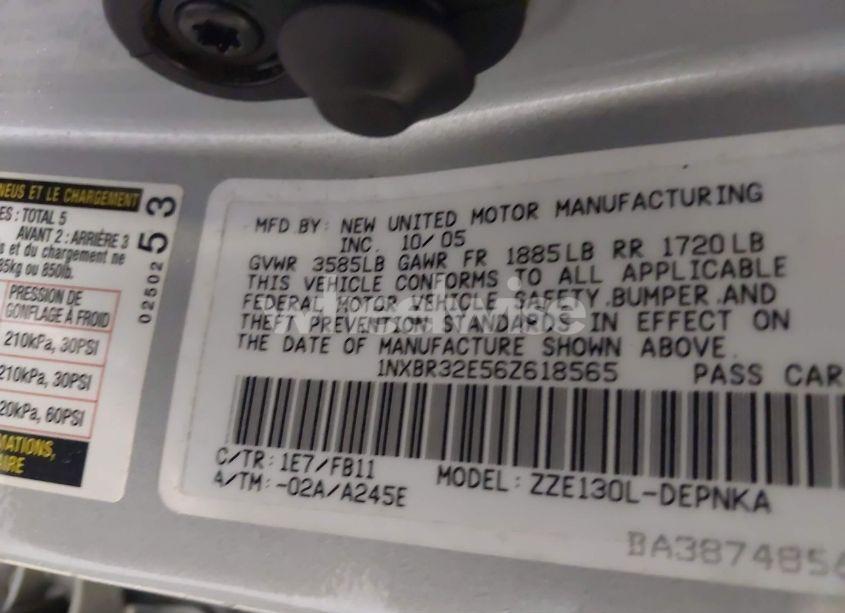 NEUS ET LE CHARGEMENT
ES : TOTAL 5
AVANT 2 : ARRIÈRE 3
s et du chargement ne
85kg ou 850lb.
PRESSION DE
GONFLAGE À FROID
210kPa, 30PSI
210kPa, 30PSI
20kPa, 60PSI
MATIONS,
AIRE
02502 53
MFD BY: NEW UNITED MOTOR MANUFACTURING
INC. 10/05
GVWR 3585LB GAWR FR 1885LB RR 1720LB
THIS VEHICLE CONFORMS TO ALL APPLICABLE
FEDERAL MOTOR VEHICLE SAFETY,BUMPER,AND
THEFT PREVENTION STANDARDS IN EFFECT ON
THE DATE OF MANUFACTURE SHOWN ABOVE.
1NXBR32E56Z618565 PASS CAR
C/TR: 1E7/FB11
A/TM:-02A/A245E
MODEL: ZZE130L-DEPNKA
BA3874856